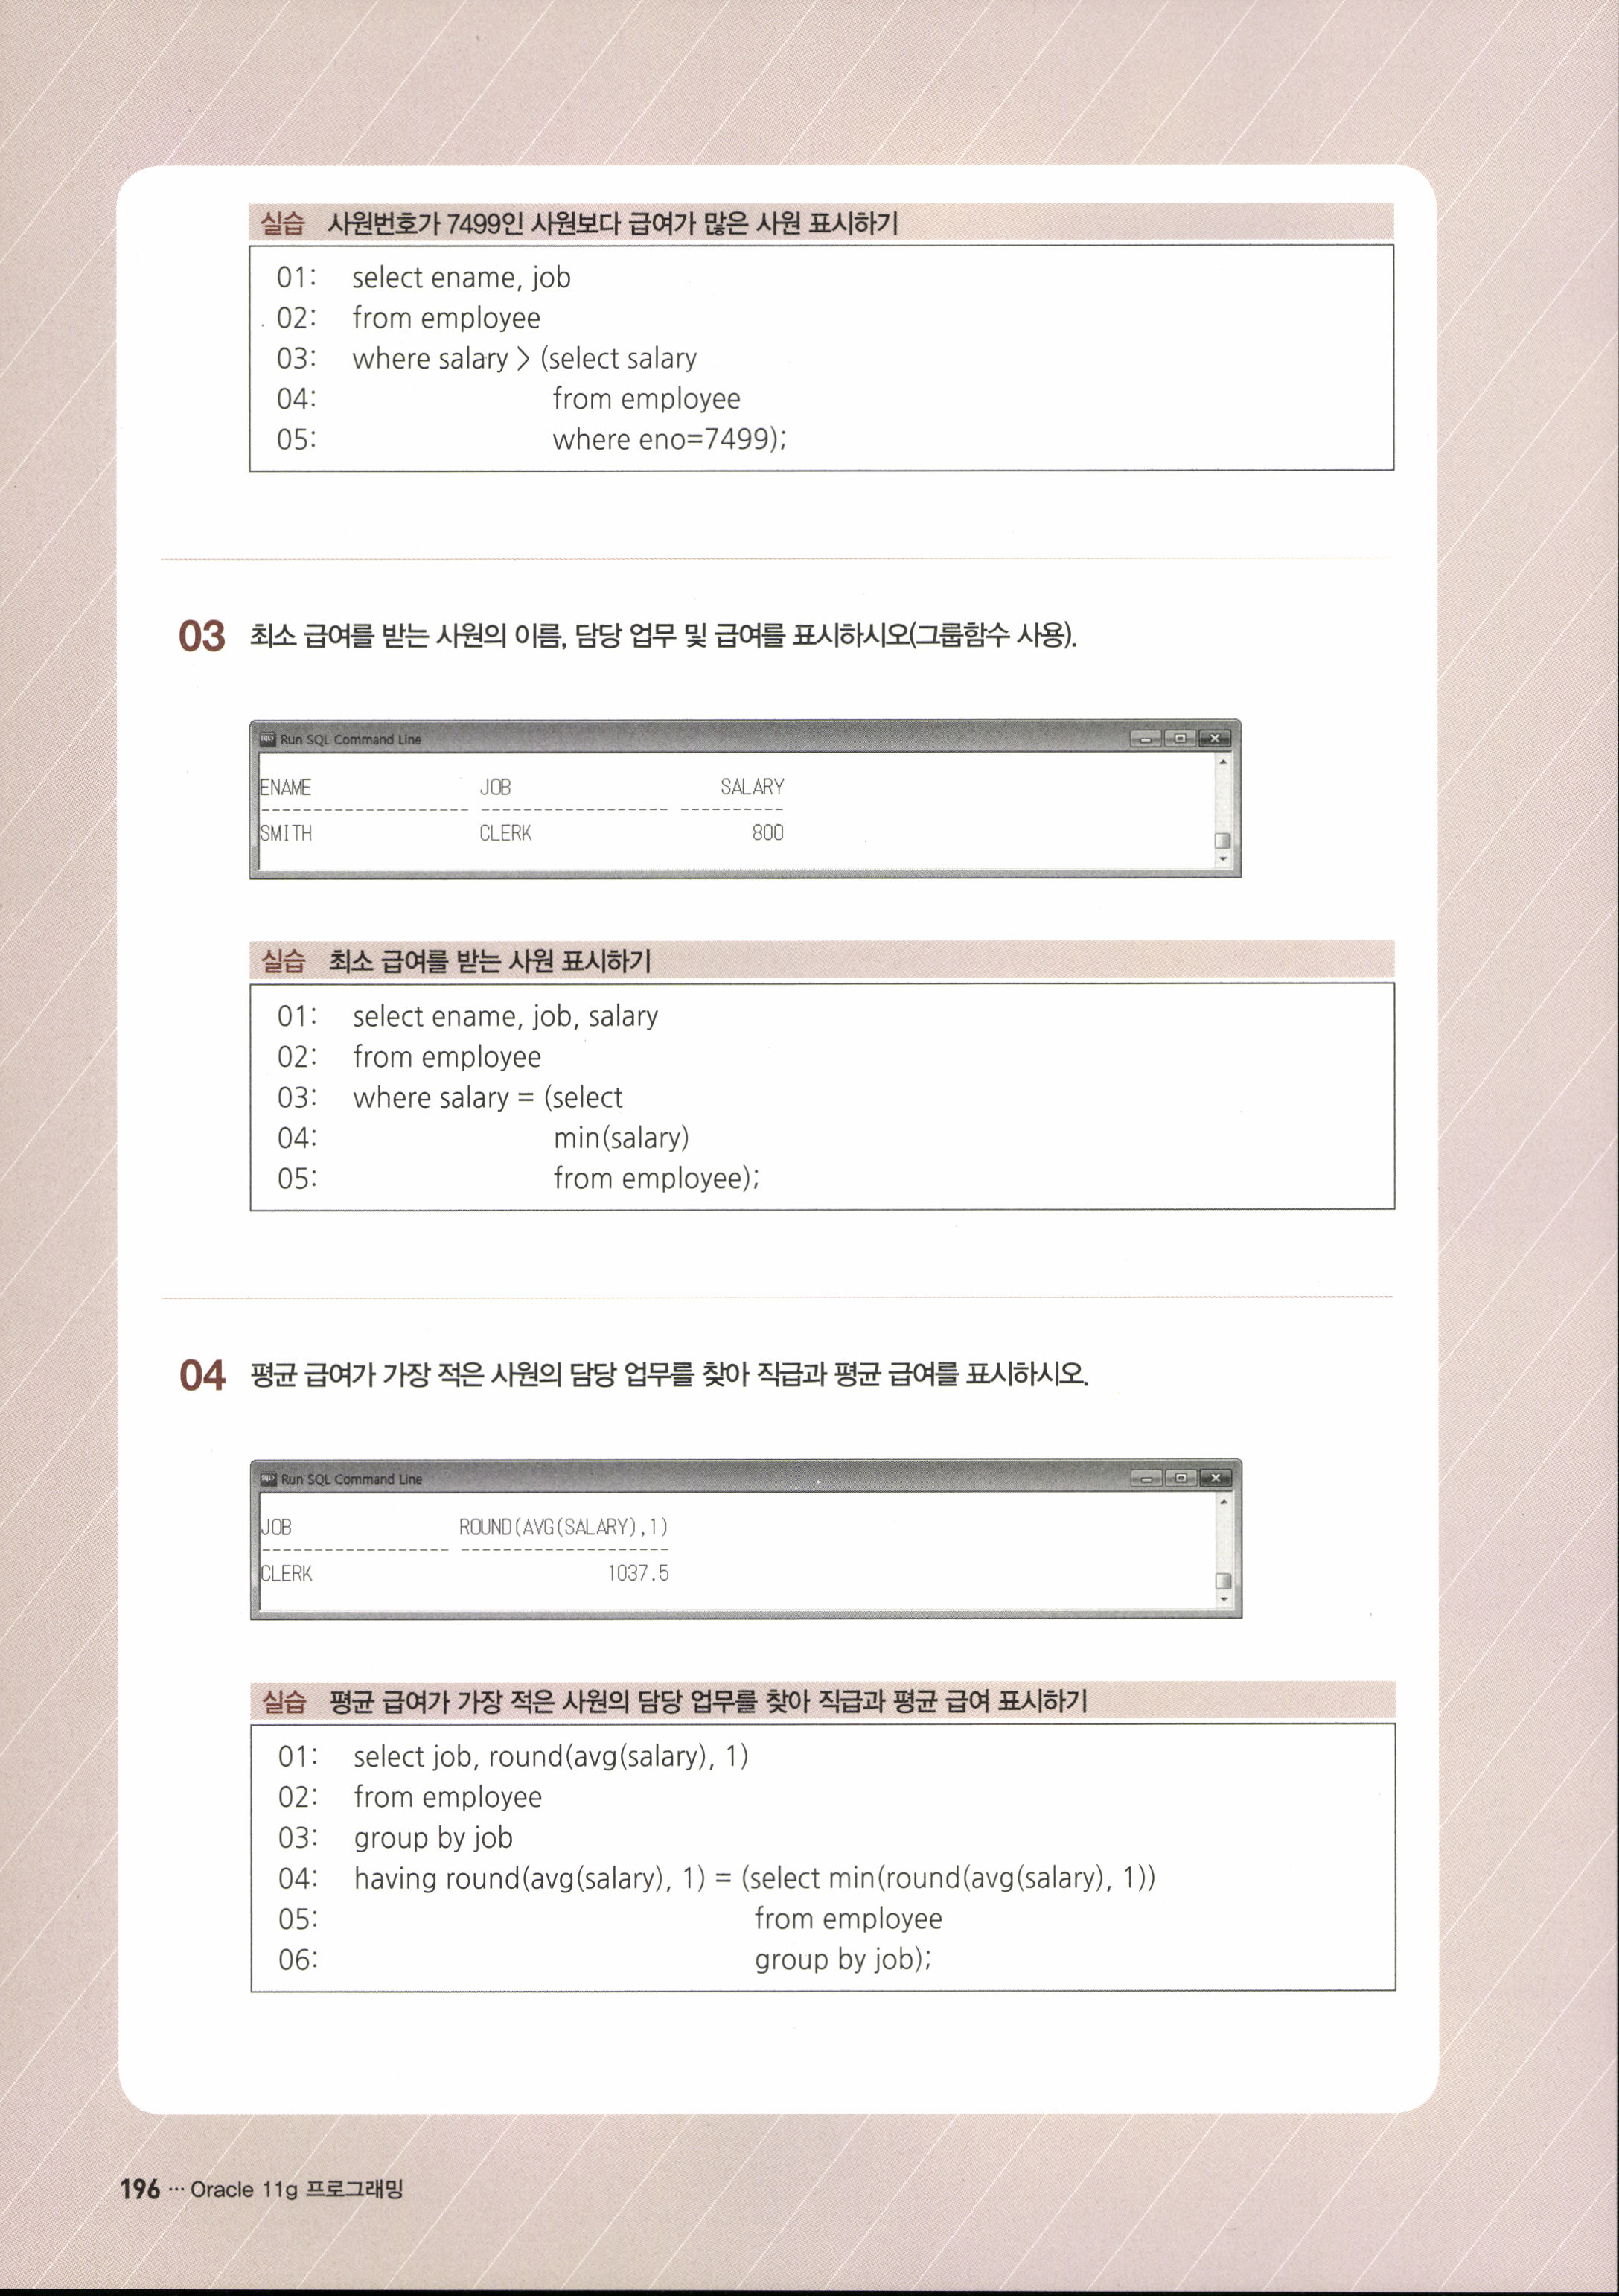 실습 사원번호가 7499인 사원보다 급여가 많은 사원 표시하기
01: select ename, job
02: from employee
03: where salary > (select salary
04: from employee
05: where eno=7499);
03 최소 급여를 받는 사원의 이름, 담당 업무 및 급여를 표시하시오(그룹함수 사용).
Run SQL Command Line
ENAME JOB SALARY
-------------------- ------------------ ----------
SMITH CLERK 800
실습 최소 급여를 받는 사원 표시하기
01: select ename, job, salary
02: from employee
03: where salary = (select
04: min(salary)
05: from employee);
04 평균 급여가 가장 적은 사원의 담당 업무를 찾아 직급과 평균 급여를 표시하시오.
Run SQL Command Line
JOB ROUND(AVG(SALARY),1)
------------------ --------------------
CLERK 1037.5
실습 평균 급여가 가장 적은 사원의 담당 업무를 찾아 직급과 평균 급여 표시하기
01: select job, round(avg(salary), 1)
02: from employee
03: group by job
04: having round(avg(salary), 1) = (select min(round(avg(salary), 1))
05: from employee
06: group by job);
196 ··· Oracle 11g 프로그래밍